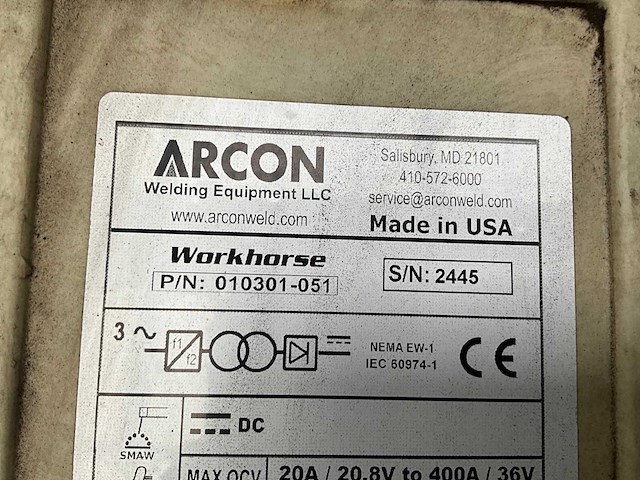 ARCON
Welding Equipment LLC
www.arconweld.com
Salisbury, MD 21801
410-572-6000
service@arconweld.com
Made in USA
Workhorse
P/N: 010301-051
S/N: 2445
3 ~
f1
f2
NEMA EW-1
IEC 60974-1
CE
SMAW
DC
MAX OCV
20A / 20.8V to 400A / 36V